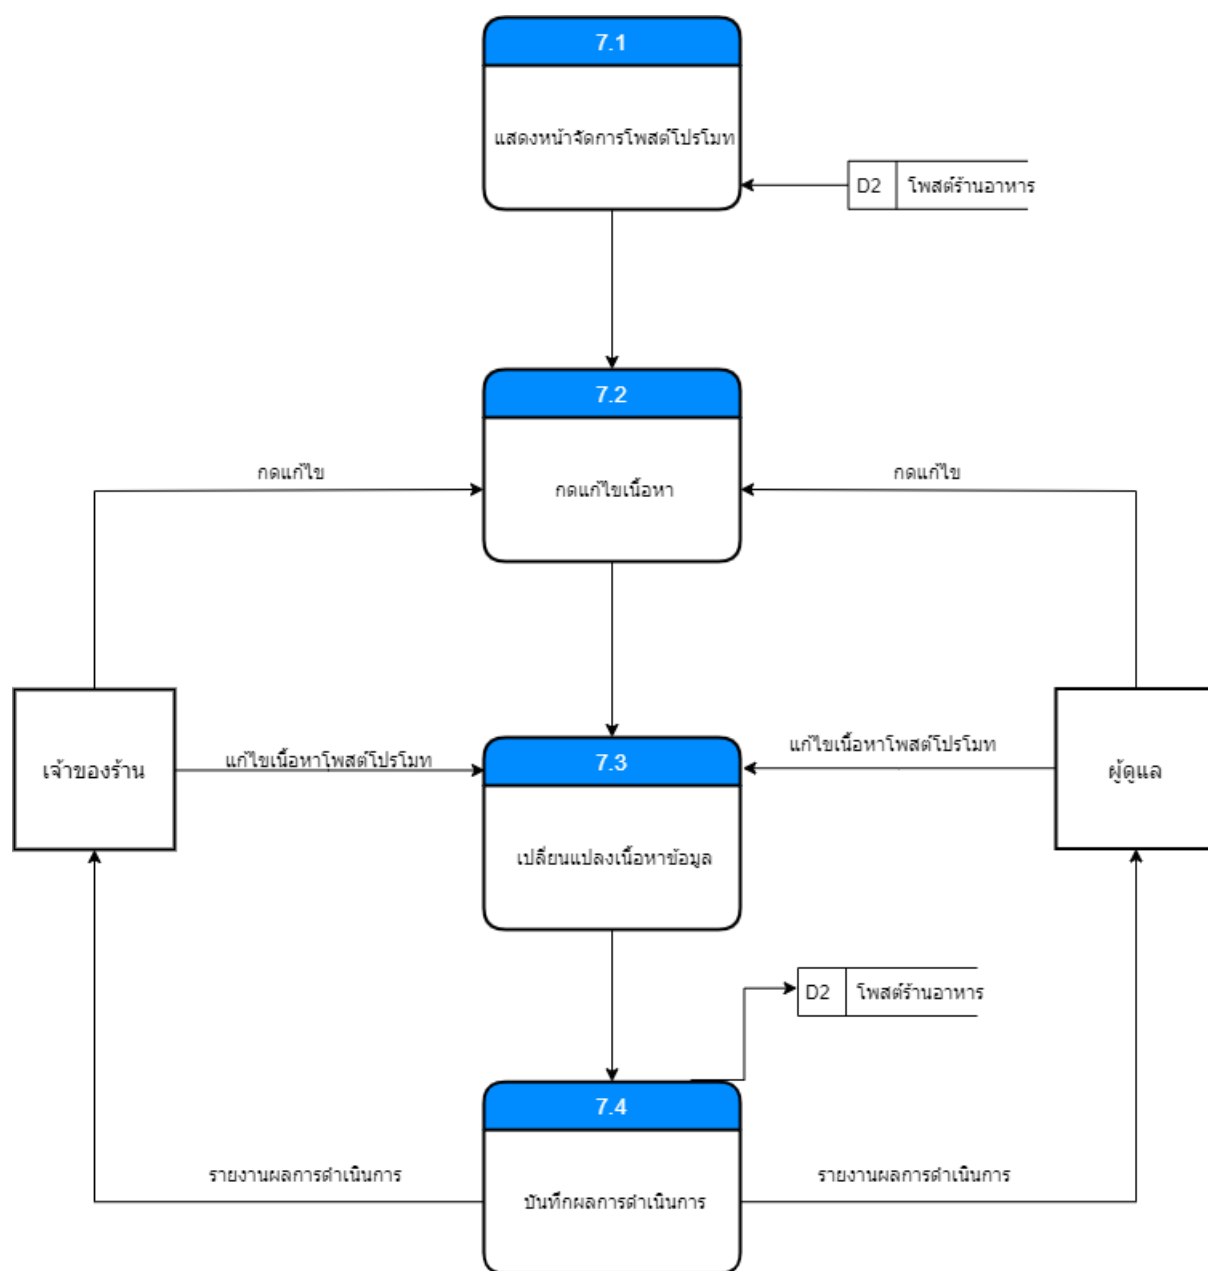 7.1
แสดงหน้าจัดการโพสต์โปรโมท
D2 โพสต์ร้านอาหาร
7.2
กดแก้ไข
กดแก้ไข
กดแก้ไขเนื้อหา
แก้ไขเนื้อหาโพสต์โปรโมท
แก้ไขเนื้อหาโพสต์โปรโมท
7.3
เจ้าของร้าน
ผู้ดูแล
เปลี่ยนแปลงเนื้อหาข้อมูล
D2 โพสต์ร้านอาหาร
7.4
รายงานผลการดำเนินการ
รายงานผลการดำเนินการ
บันทึกผลการดำเนินการ